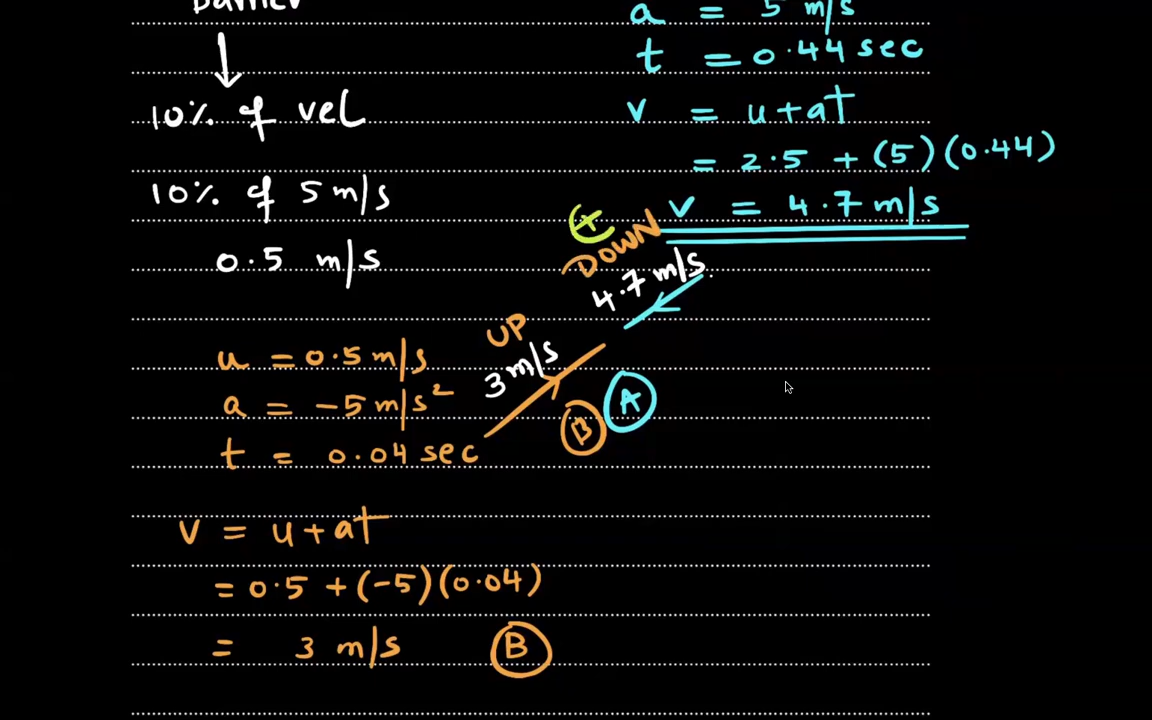 barrier
↓
10% of vel
10% of 5 m/s
0.5 m/s
u = 0.5 m/s
a = -5 m/s²
t = 0.04 sec
v = u + at
= 0.5 + (-5)(0.04)
= 3 m/s B
a = 5 m/s
t = 0.44 sec
v = u + at
= 2.5 + (5)(0.44)
v = 4.7 m/s
+
DOWN
4.7 m/s
UP
3 m/s
B A